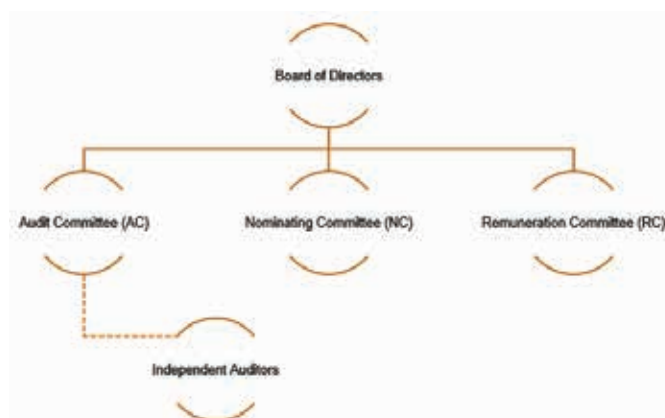 Board of Directors
Audit Committee (AC)
Nominating Committee (NC)
Remuneration Committee (RC)
Independent Auditors